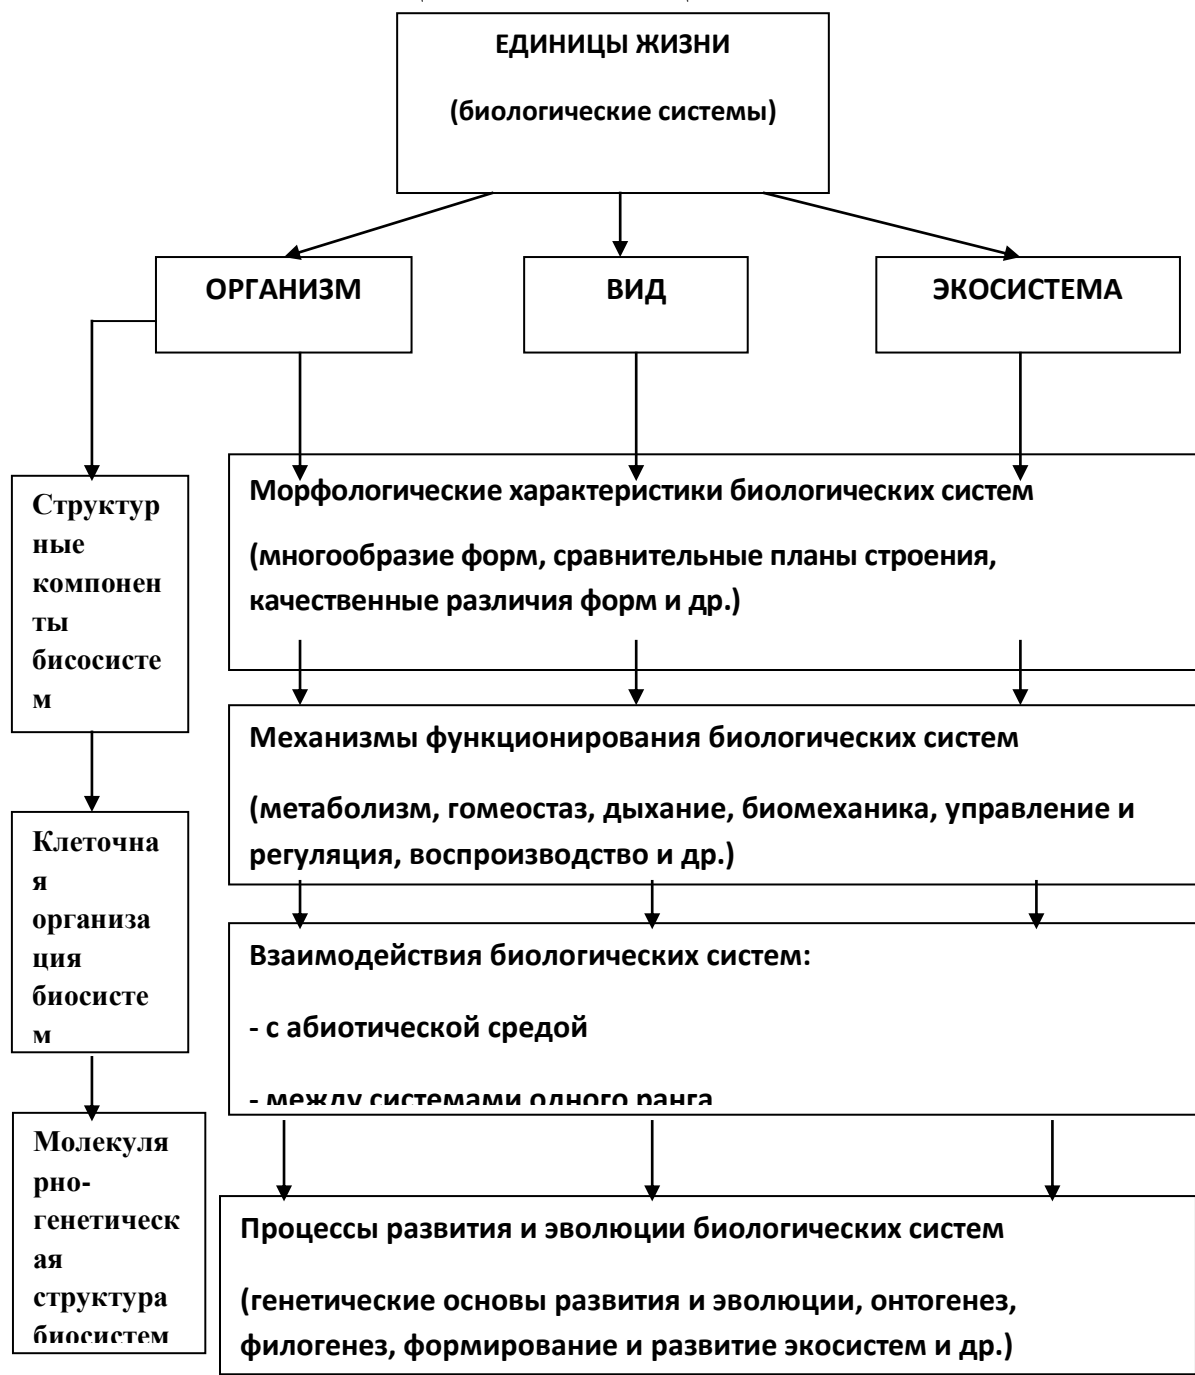 ЕДИНИЦЫ ЖИЗНИ
(биологические системы)
ОРГАНИЗМ
ВИД
ЭКОСИСТЕМА
Структур
ные
компонен
ты
бисосисте
м
Клеточна
я
организа
ция
биосисте
м
Молекуля
рно-
генетическ
ая
структура
биосистем
Морфологические характеристики биологических систем
(многообразие форм, сравнительные планы строения,
качественные различия форм и др.)
Механизмы функционирования биологических систем
(метаболизм, гомеостаз, дыхание, биомеханика, управление и
регуляция, воспроизводство и др.)
Взаимодействия биологических систем:
- с абиотической средой
- между системами одного ранга
Процессы развития и эволюции биологических систем
(генетические основы развития и эволюции, онтогенез,
филогенез, формирование и развитие экосистем и др.)